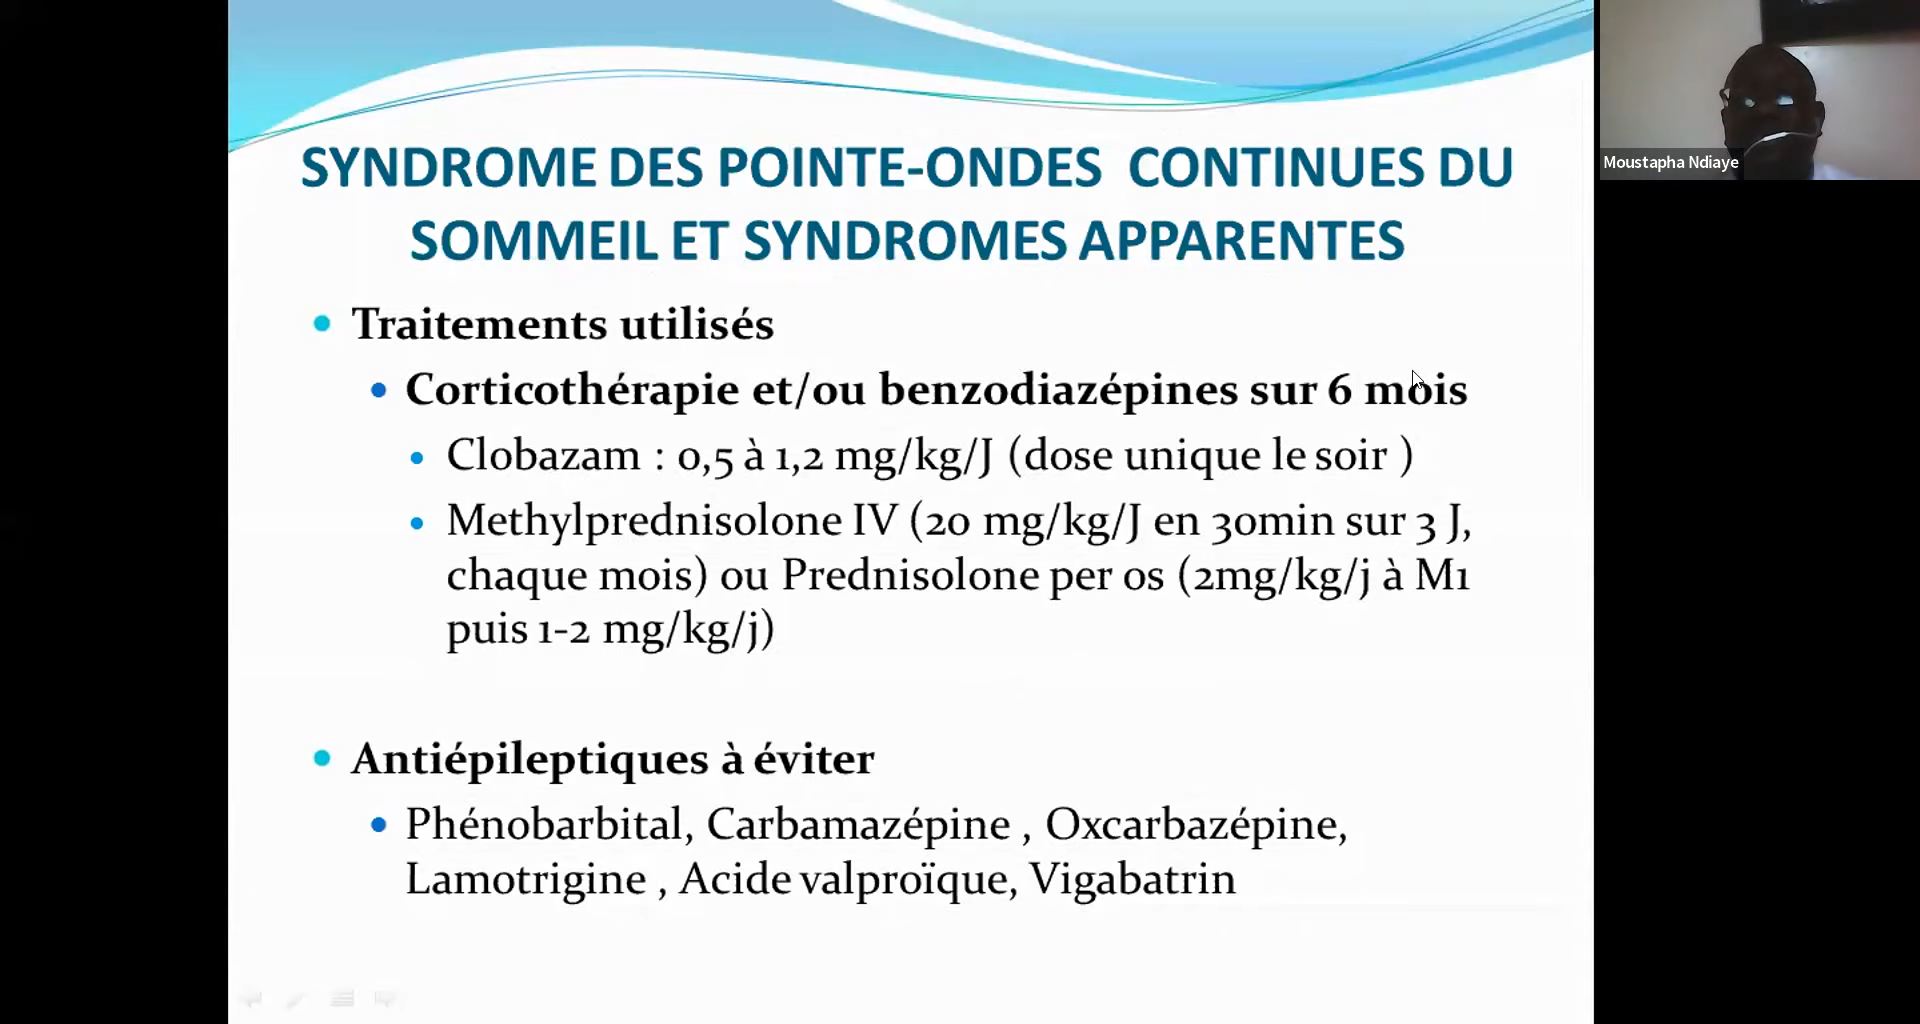 SYNDROME DES POINTE-ONDES CONTINUES DU
SOMMEIL ET SYNDROMES APPARENTES
Traitements utilisés
Corticothérapie et/ou benzodiazépines sur 6 mois
Clobazam : 0,5 à 1,2 mg/kg/J (dose unique le soir )
Methylprednisolone IV (20 mg/kg/J en 30min sur 3 J,
chaque mois) ou Prednisolone per os (2mg/kg/j à M1
puis 1-2 mg/kg/j)
Antiépileptiques à éviter
Phénobarbital, Carbamazépine , Oxcarbazépine,
Lamotrigine , Acide valproïque, Vigabatrin
Moustapha Ndiaye